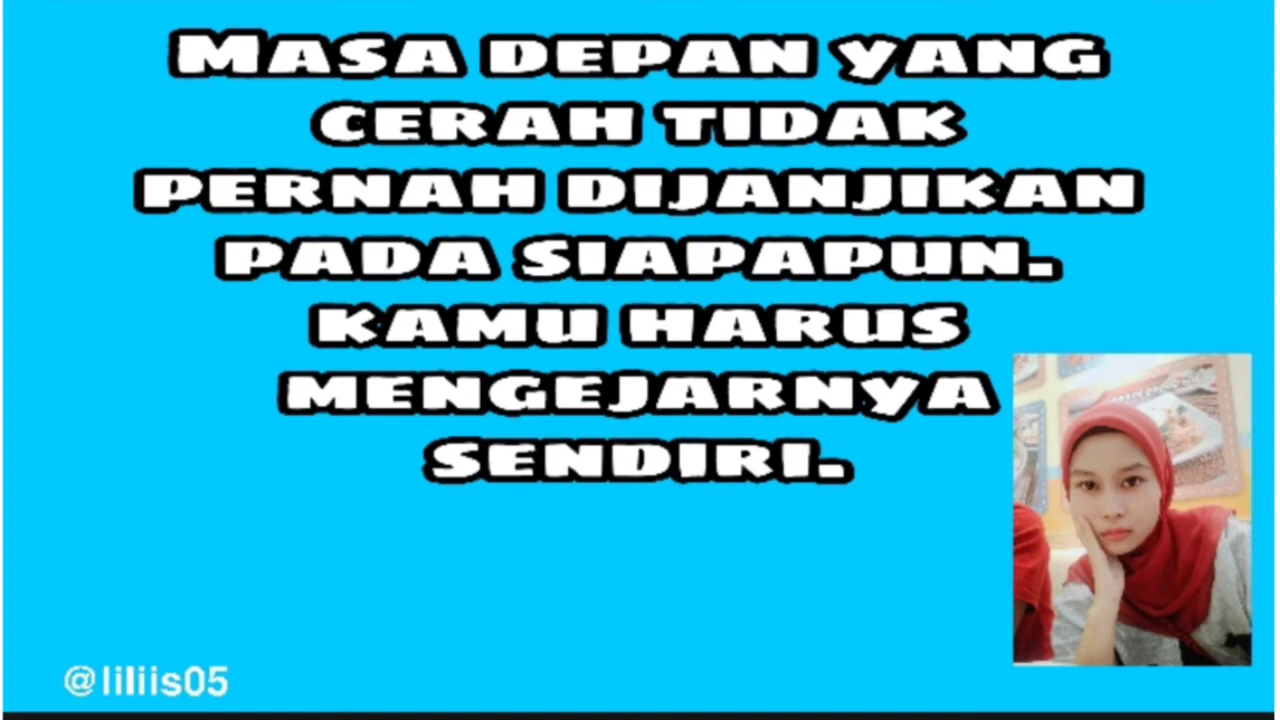 Masa depan yang
cerah tidak
pernah dijanjikan
pada siapapun.
kamu harus
mengejarnya
sendiri.
@liliis05